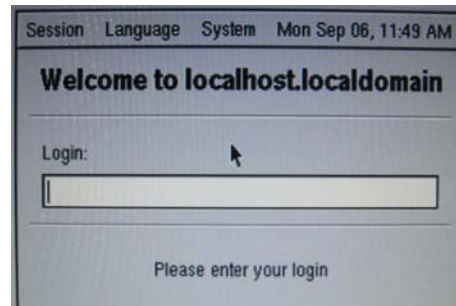 Session Language System Mon Sep 06, 11:49 AM
Welcome to localhost.localdomain
Login:
Please enter your login